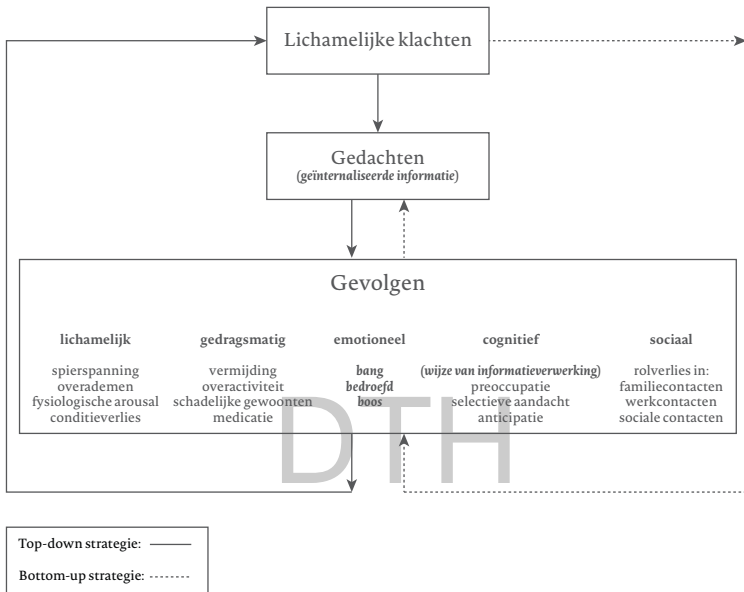 Lichamelijke klachten
Gedachten
(geïnternaliseerde informatie)
Gevolgen
lichamelijk gedragsmatig emotioneel cognitief sociaal
spierspanning vermijding bang (wijze van informatieverwerking) rolverlies in:
overademen overactiviteit bedroefd preoccupatie familiecontacten
fysiologische arousal schadelijke gewoonten boos selectieve aandacht werkcontacten
conditieverlies medicatie anticipatie sociale contacten
DTH
Top-down strategie:
Bottom-up strategie: